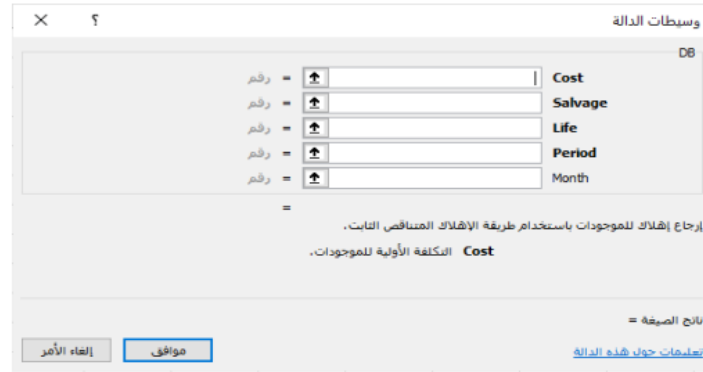 وسيطات الدالة ؟ ×
DB
Cost = رقم
Salvage = رقم
Life = رقم
Period = رقم
Month = رقم
=
إرجاع إهلاك للموجودات باستخدام طريقة الإهلاك المتناقص الثابت.
Cost التكلفة الأولية للموجودات.
ناتج الصيغة =
تعليمات حول هذه الدالة موافق إلغاء الأمر